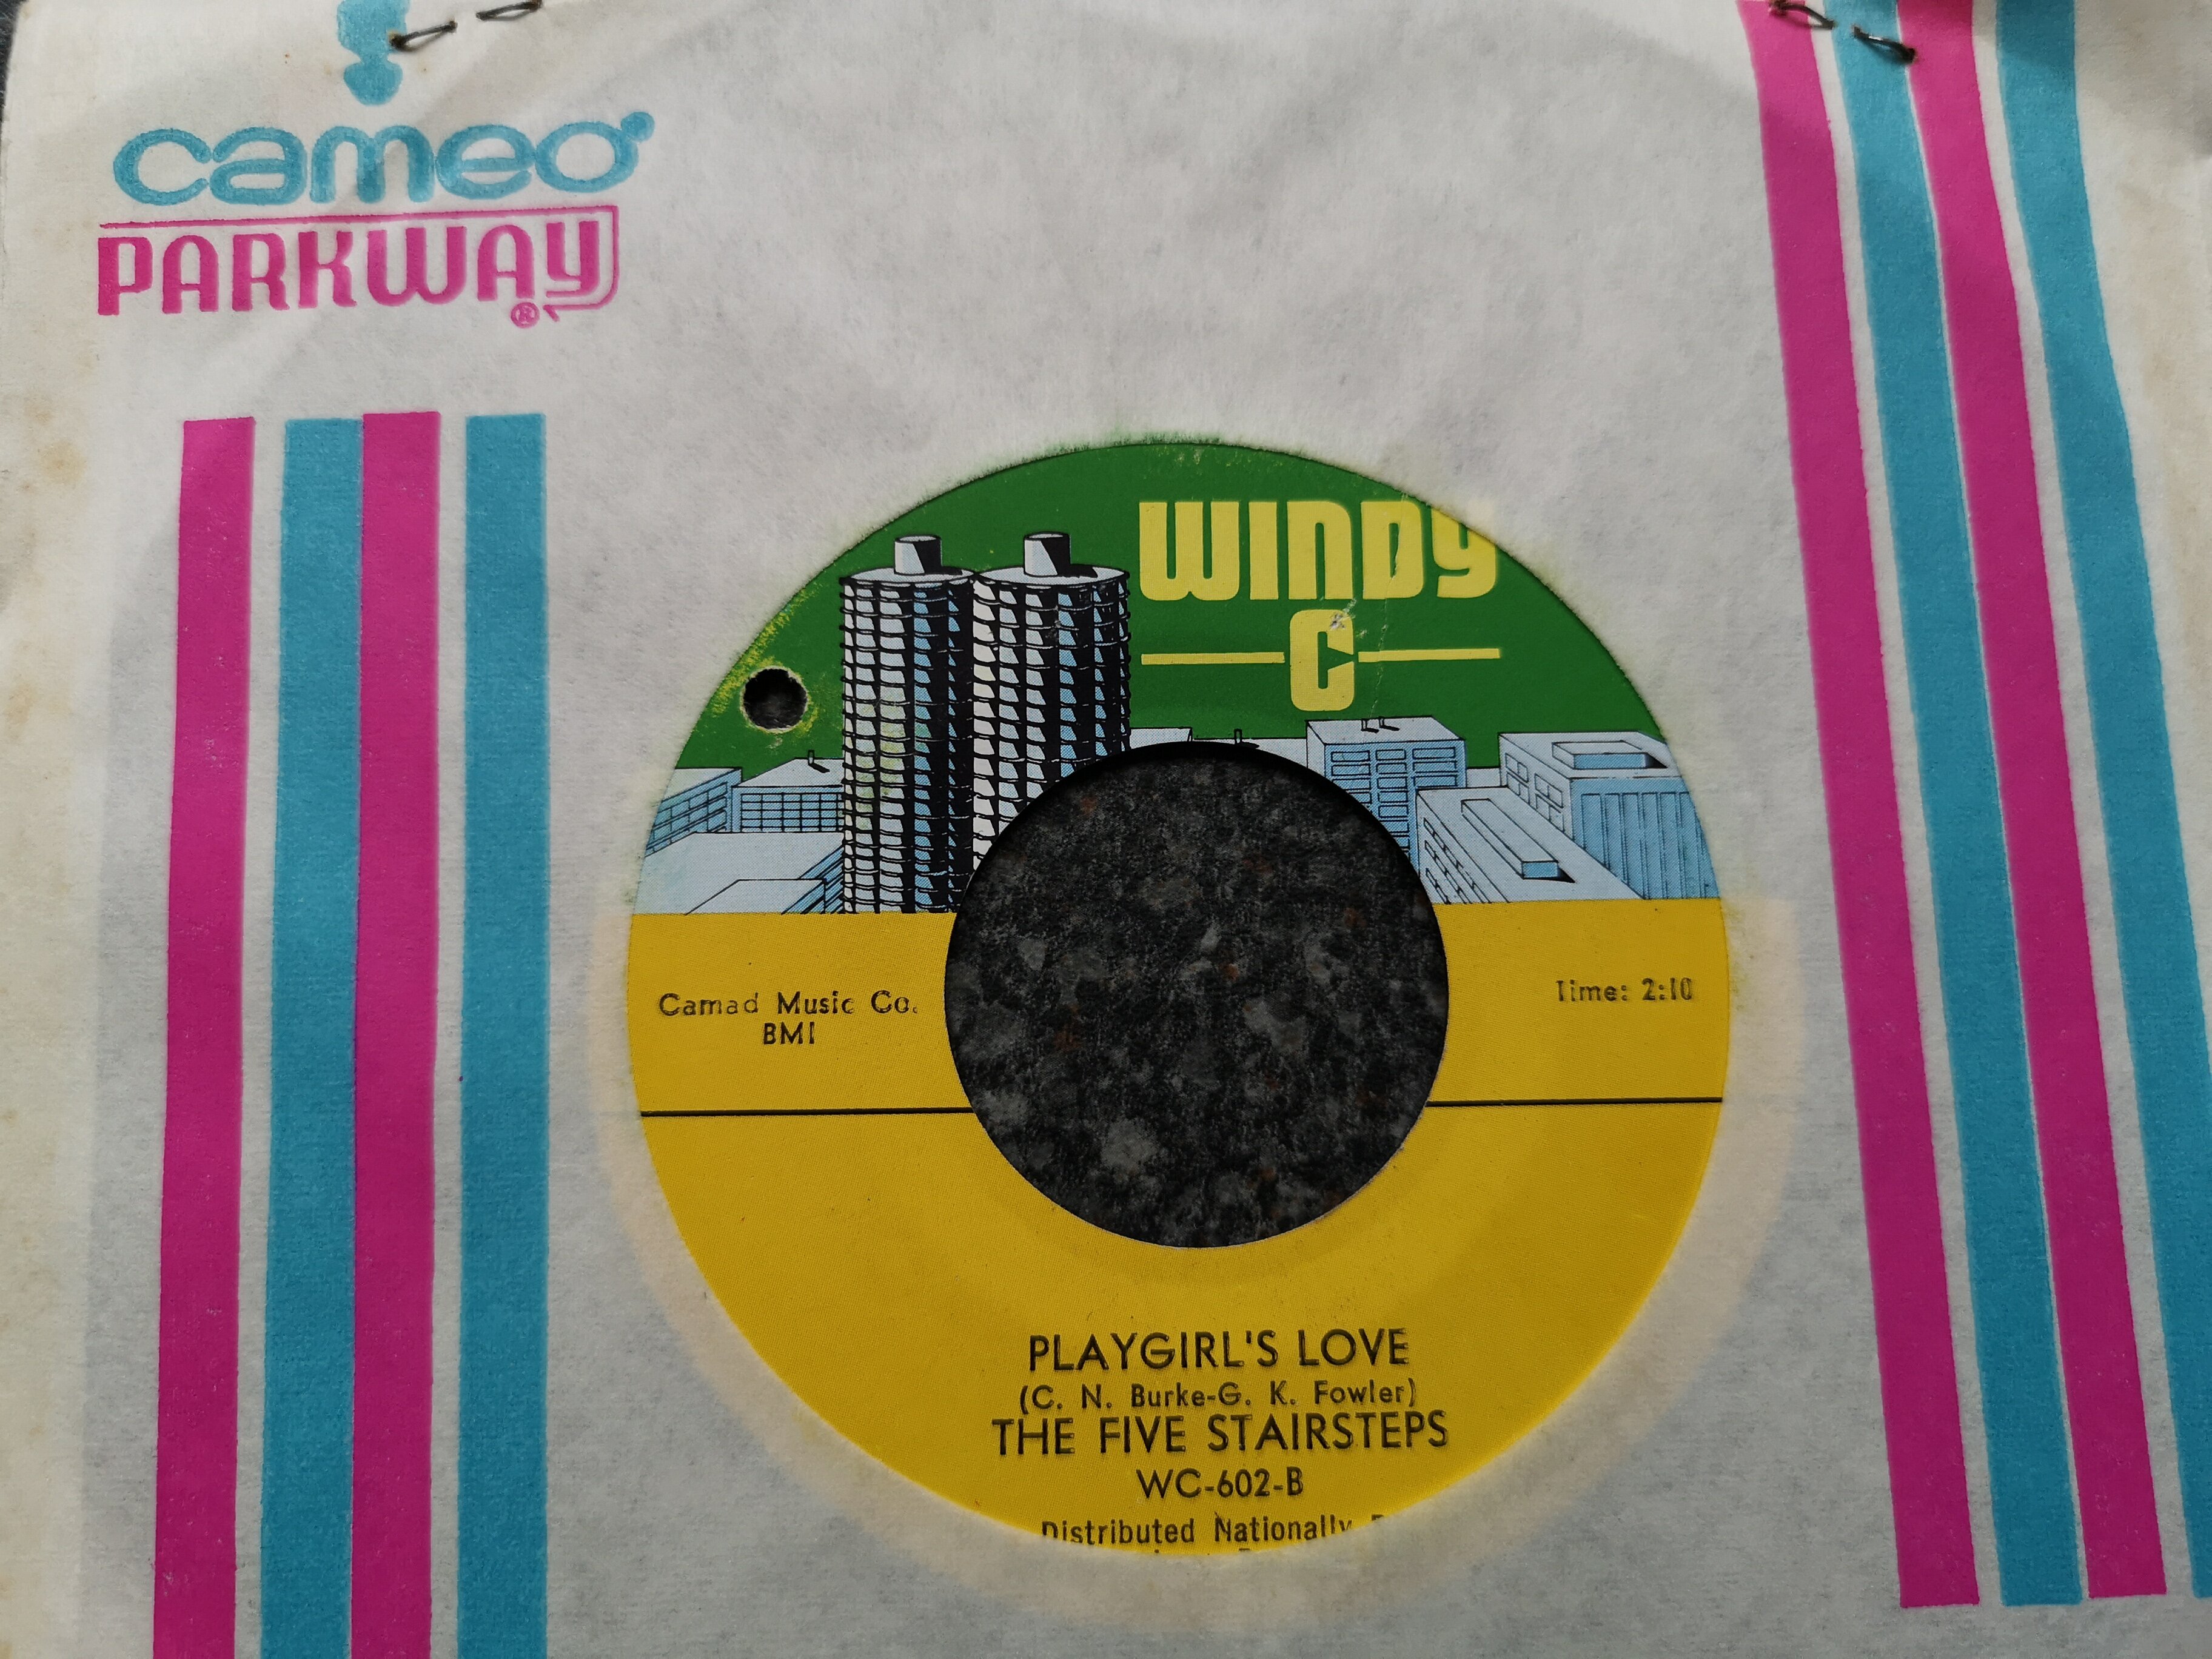 cameo
PARKWAY
®
WINDY
C
Camad Music Co.
BMI
Time: 2:10
PLAYGIRL'S LOVE
(C. N. Burke-G. K. Fowler)
THE FIVE STAIRSTEPS
WC-602-B
Distributed Nationally